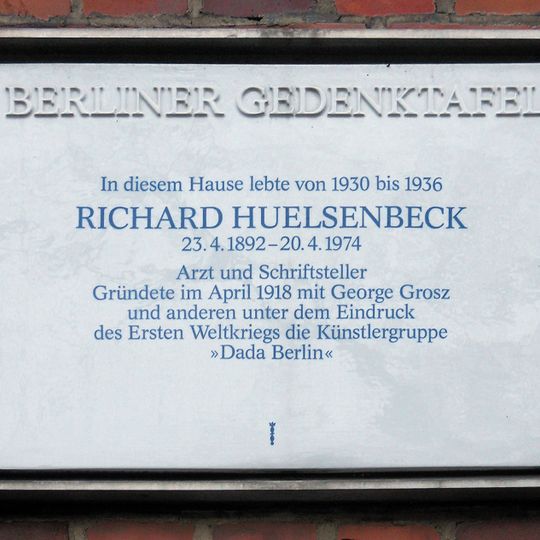 BERLINER GEDENKTAFEL
In diesem Hause lebte von 1930 bis 1936
RICHARD HUELSENBECK
23.4.1892–20.4.1974
Arzt und Schriftsteller
Gründete im April 1918 mit George Grosz
und anderen unter dem Eindruck
des Ersten Weltkriegs die Künstlergruppe
»Dada Berlin«